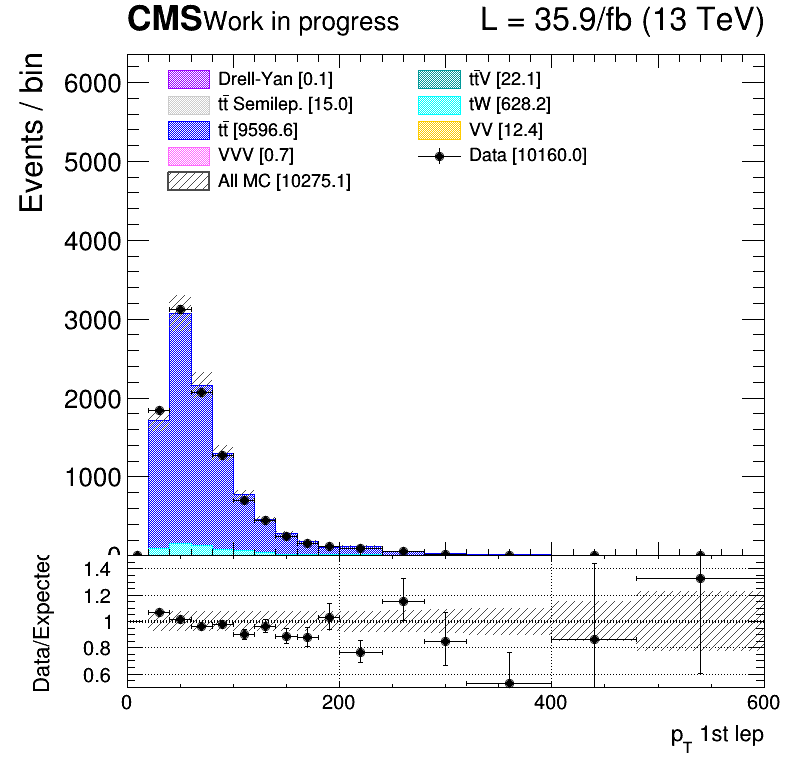 CMS Work in progress L = 35.9/fb (13 TeV)
Events / bin
6000
5000
4000
3000
2000
1000
0
Drell-Yan [0.1]
tt̄ Semilep. [15.0]
tt̄ [9596.6]
VVV [0.7]
All MC [10275.1]
tt̄V [22.1]
tW [628.2]
VV [12.4]
Data [10160.0]
Data/Expected
1.4
1.2
1
0.8
0.6
0 200 400 600
p_T 1st lep